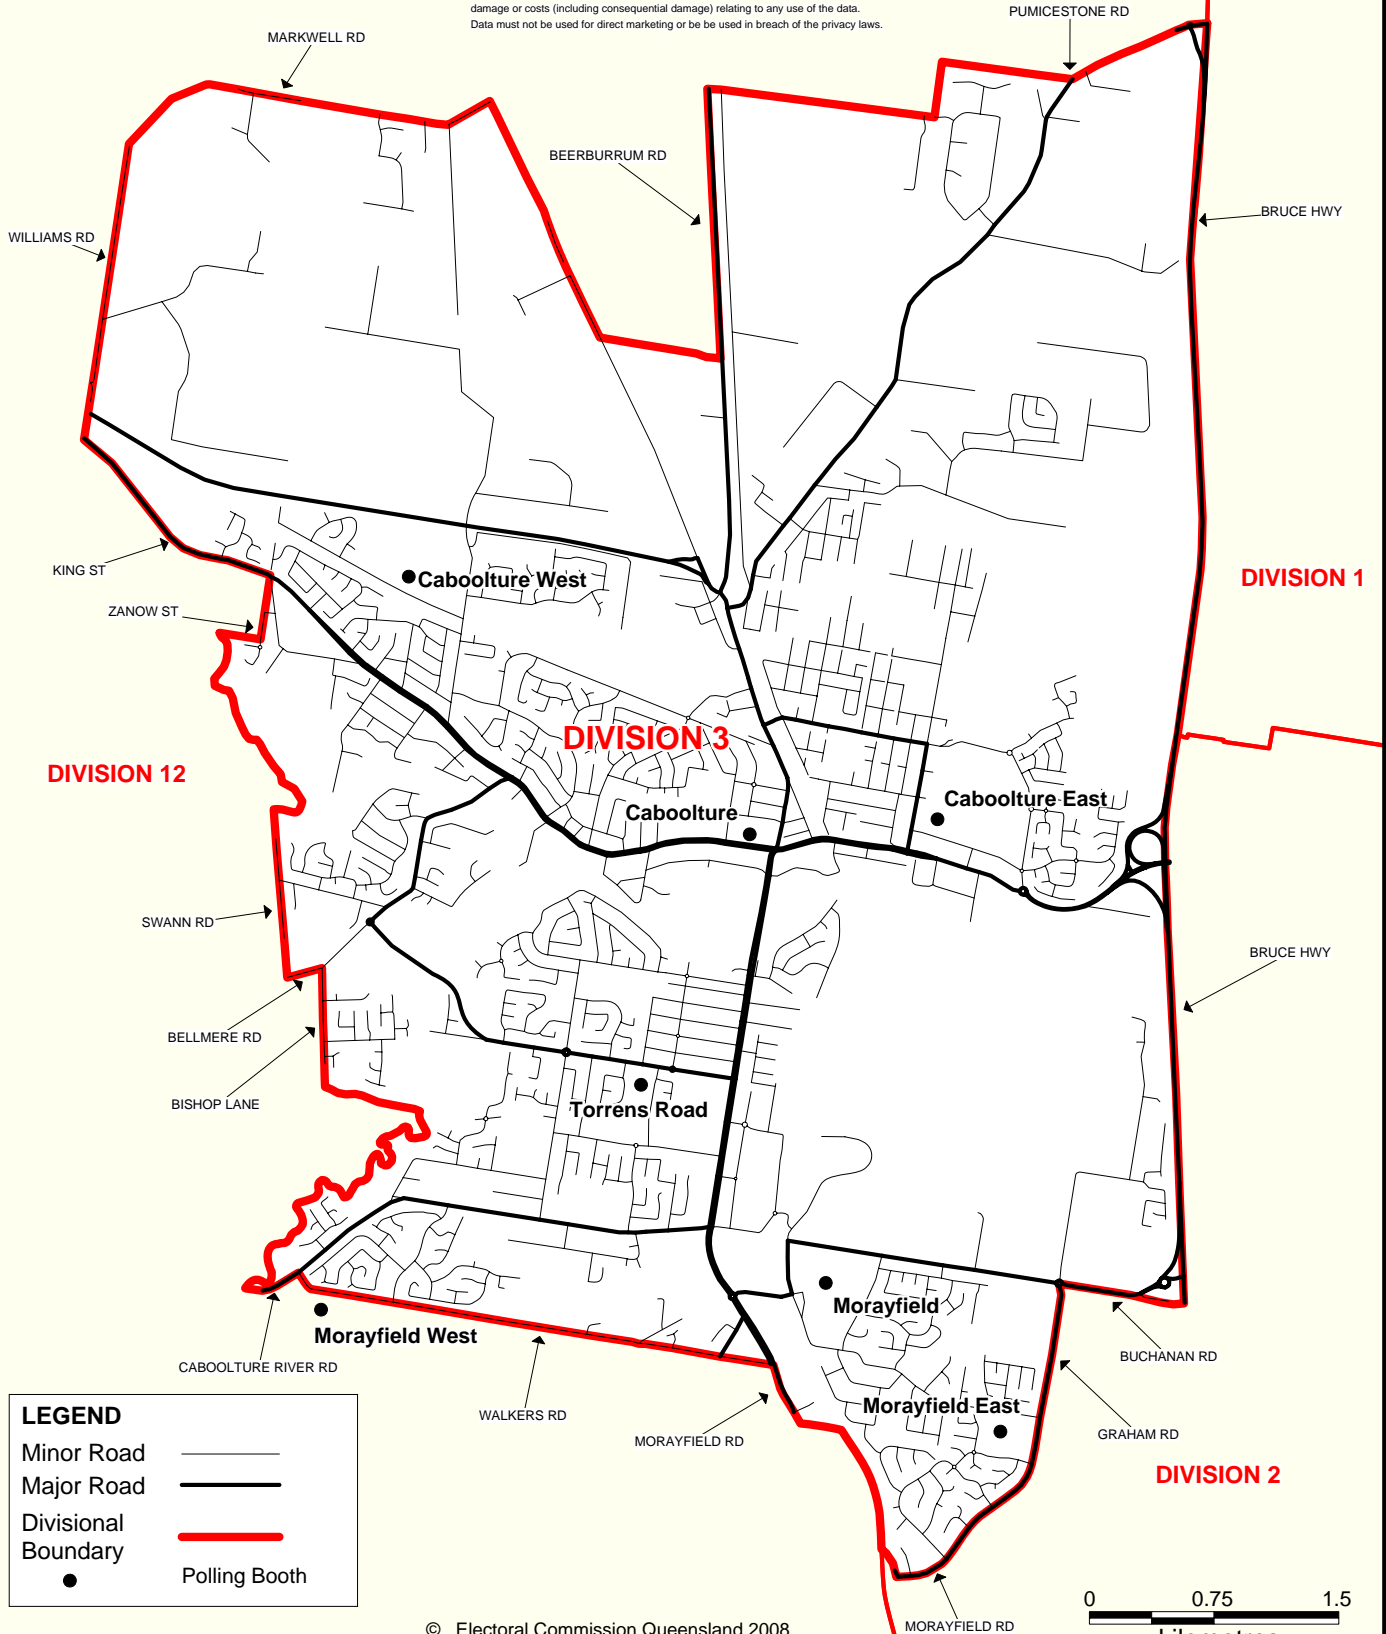 damage or costs (including consequential damage) relating to any use of the data.
Data must not be used for direct marketing or be be used in breach of the privacy laws.
PUMICESTONE RD
MARKWELL RD
BEERBURRUM RD
BRUCE HWY
WILLIAMS RD
KING ST
Caboolture West
DIVISION 1
ZANOW ST
DIVISION 3
DIVISION 12
Caboolture East
Caboolture
SWANN RD
BRUCE HWY
BELLMERE RD
BISHOP LANE
Torrens Road
Morayfield
Morayfield West
BUCHANAN RD
CABOOLTURE RIVER RD
WALKERS RD
Morayfield East
MORAYFIELD RD
GRAHAM RD
DIVISION 2
LEGEND
Minor Road
Major Road
Divisional
Boundary
Polling Booth
0 0.75 1.5
kilometres
© Electoral Commission Queensland 2008
MORAYFIELD RD